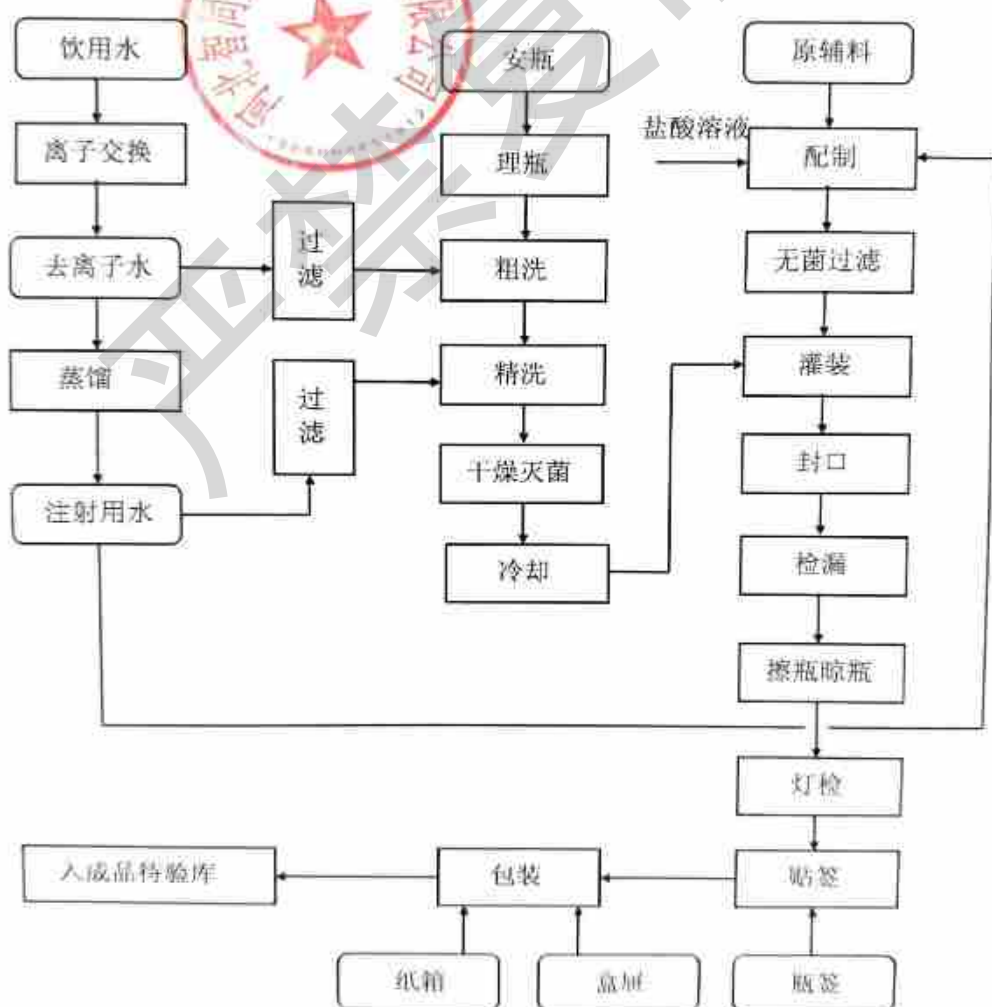 饮用水
离子交换
去离子水
蒸馏
注射用水
过滤
过滤
安瓶
理瓶
粗洗
精洗
干燥灭菌
冷却
原辅料
盐酸溶液
配制
无菌过滤
灌装
封口
检漏
擦瓶晾瓶
灯检
贴签
瓶签
包装
纸箱
入成品待验库
严禁复